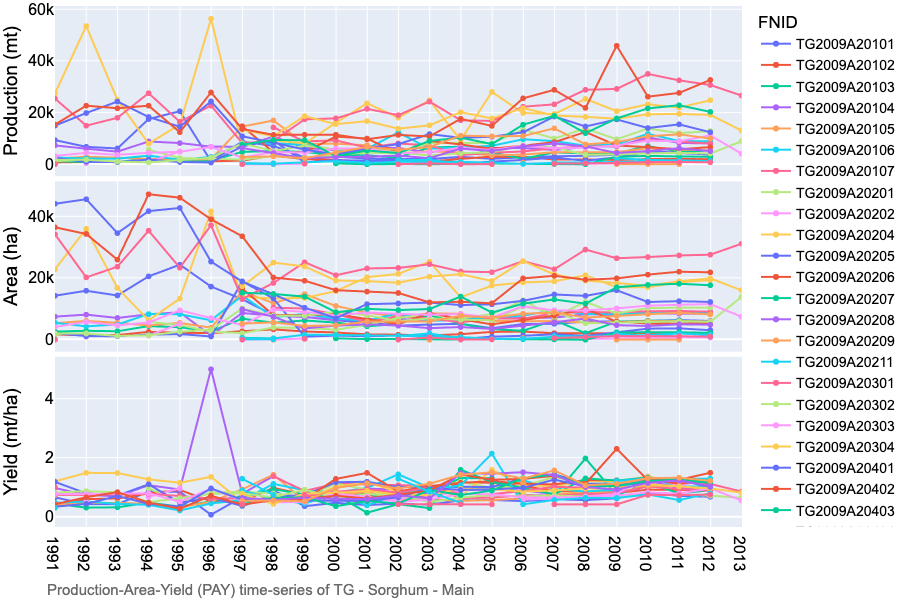 Production (mt)
60k
40k
20k
0
Area (ha)
40k
20k
0
Yield (mt/ha)
4
2
0
1991
1992
1993
1994
1995
1996
1997
1998
1999
2000
2001
2002
2003
2004
2005
2006
2007
2008
2009
2010
2011
2012
2013
Production-Area-Yield (PAY) time-series of TG - Sorghum - Main
FNID
TG2009A20101
TG2009A20102
TG2009A20103
TG2009A20104
TG2009A20105
TG2009A20106
TG2009A20107
TG2009A20201
TG2009A20202
TG2009A20204
TG2009A20205
TG2009A20206
TG2009A20207
TG2009A20208
TG2009A20209
TG2009A20211
TG2009A20301
TG2009A20302
TG2009A20303
TG2009A20304
TG2009A20401
TG2009A20402
TG2009A20403